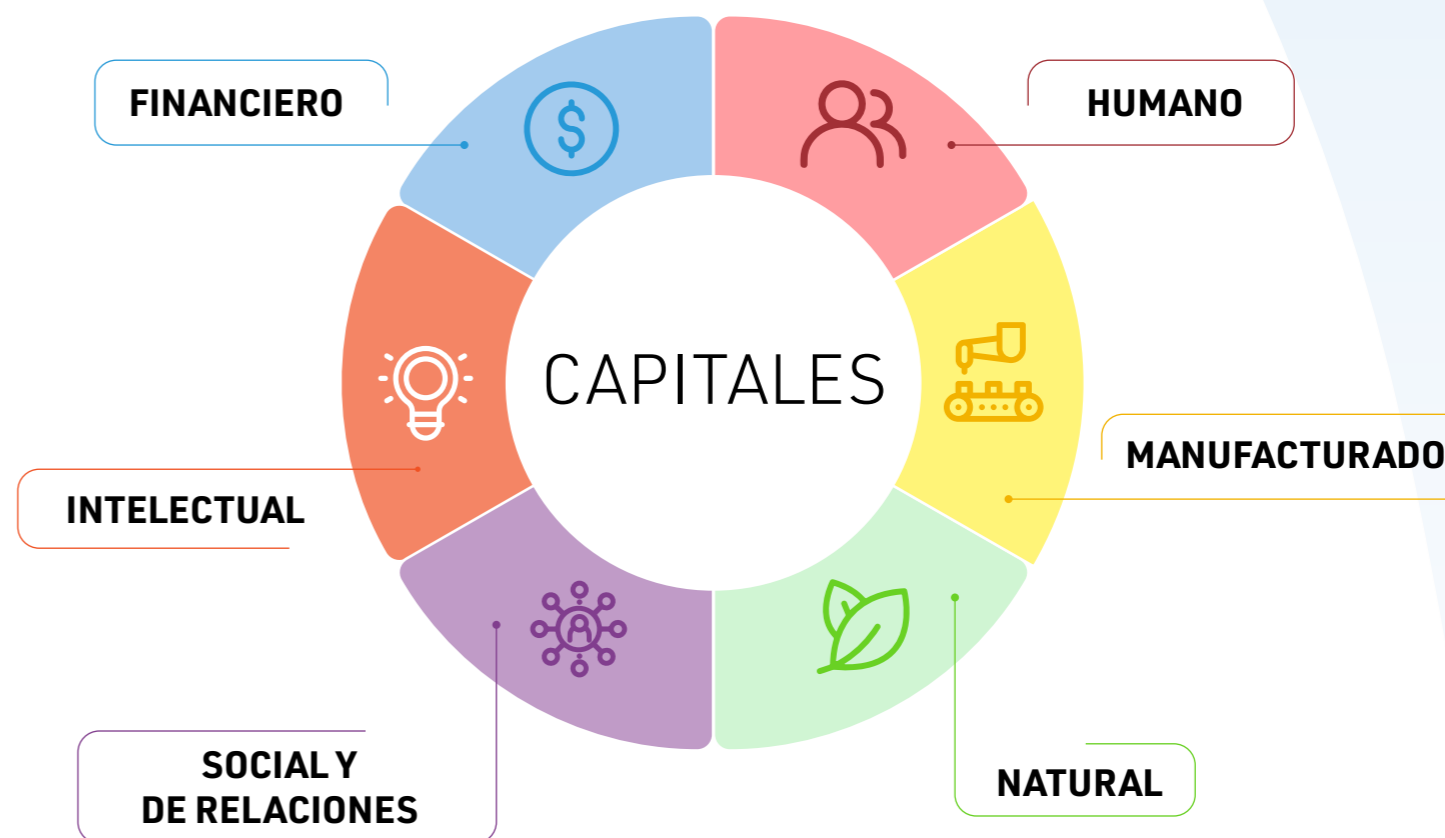 FINANCIERO
HUMANO
CAPITALES
MANUFACTURADO
INTELECTUAL
SOCIAL Y
DE RELACIONES
NATURAL